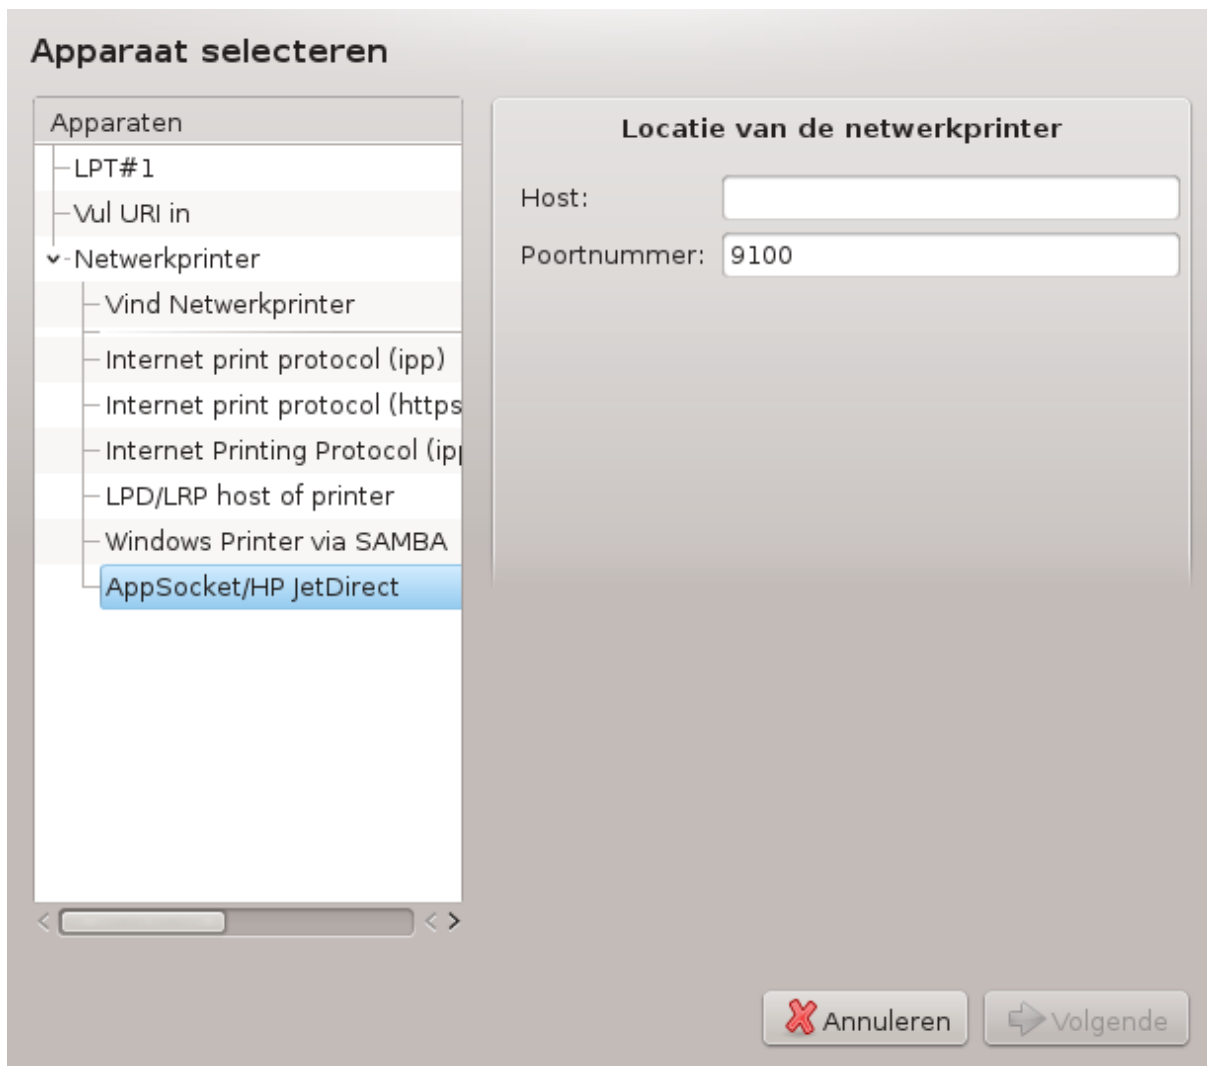 Apparaat selecteren
Apparaten
LPT#1
Vul URI in
Netwerkprinter
Vind Netwerkprinter
Internet print protocol (ipp)
Internet print protocol (https
Internet Printing Protocol (ip
LPD/LRP host of printer
Windows Printer via SAMBA
AppSocket/HP JetDirect
Locatie van de netwerkprinter
Host:
Poortnummer: 9100
Annuleren
Volgende